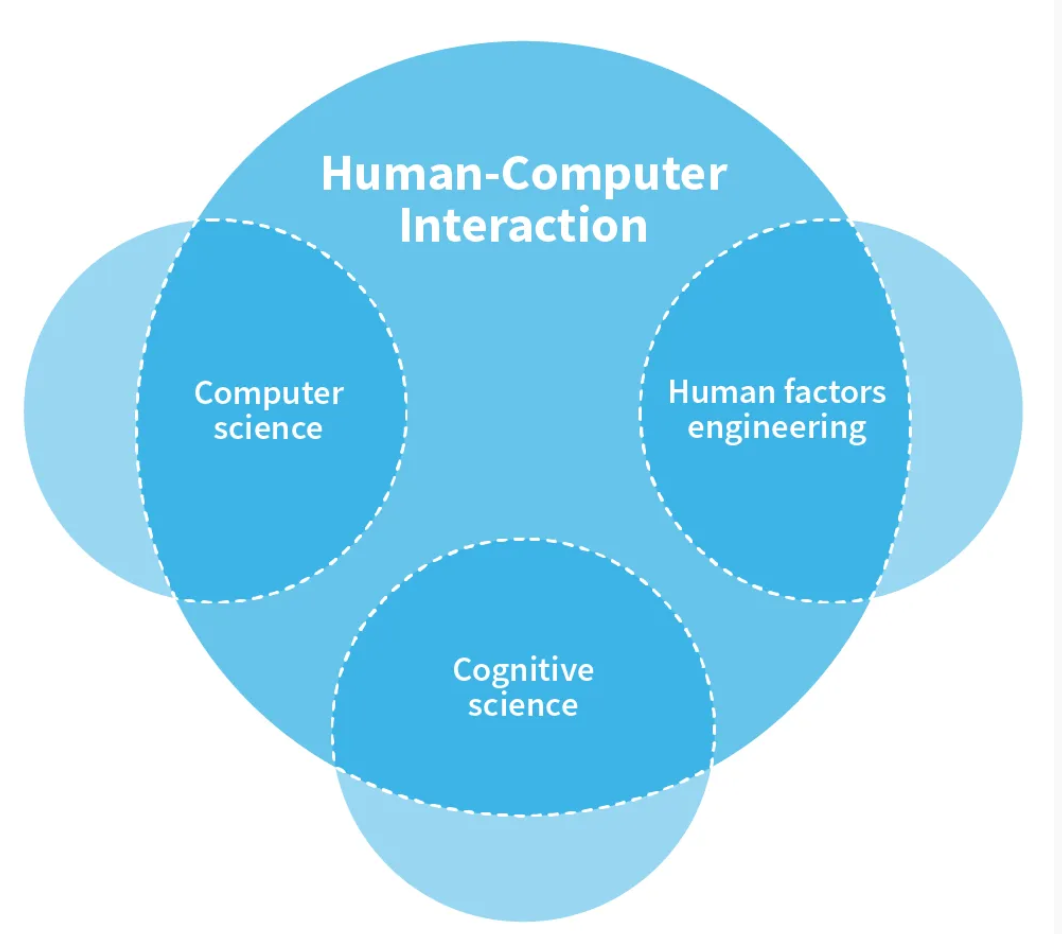 Human-Computer
Interaction
Computer
science
Human factors
engineering
Cognitive
science